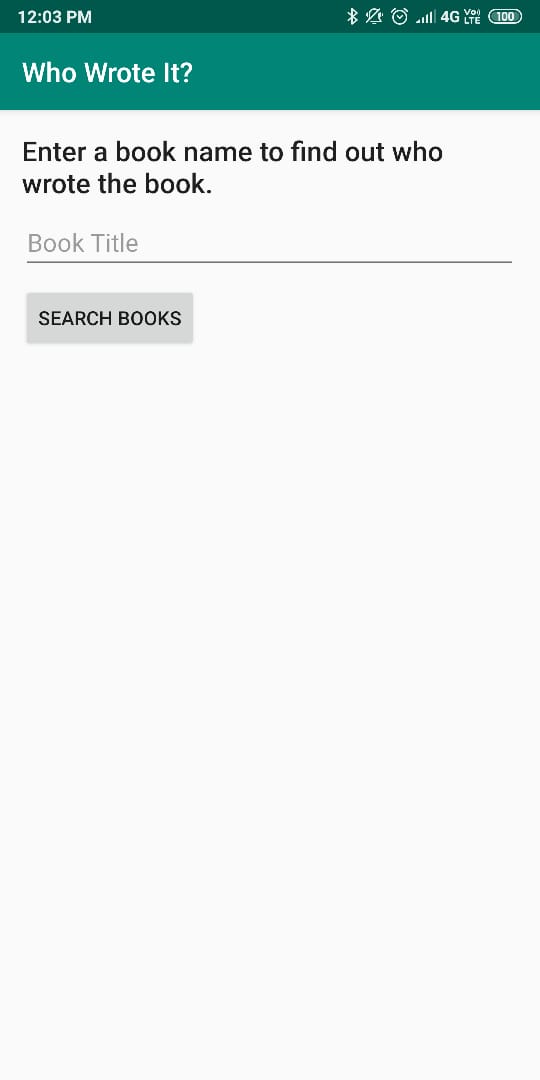 12:03 PM 4G Vo) LTE 100
Who Wrote It?
Enter a book name to find out who
wrote the book.
Book Title
SEARCH BOOKS